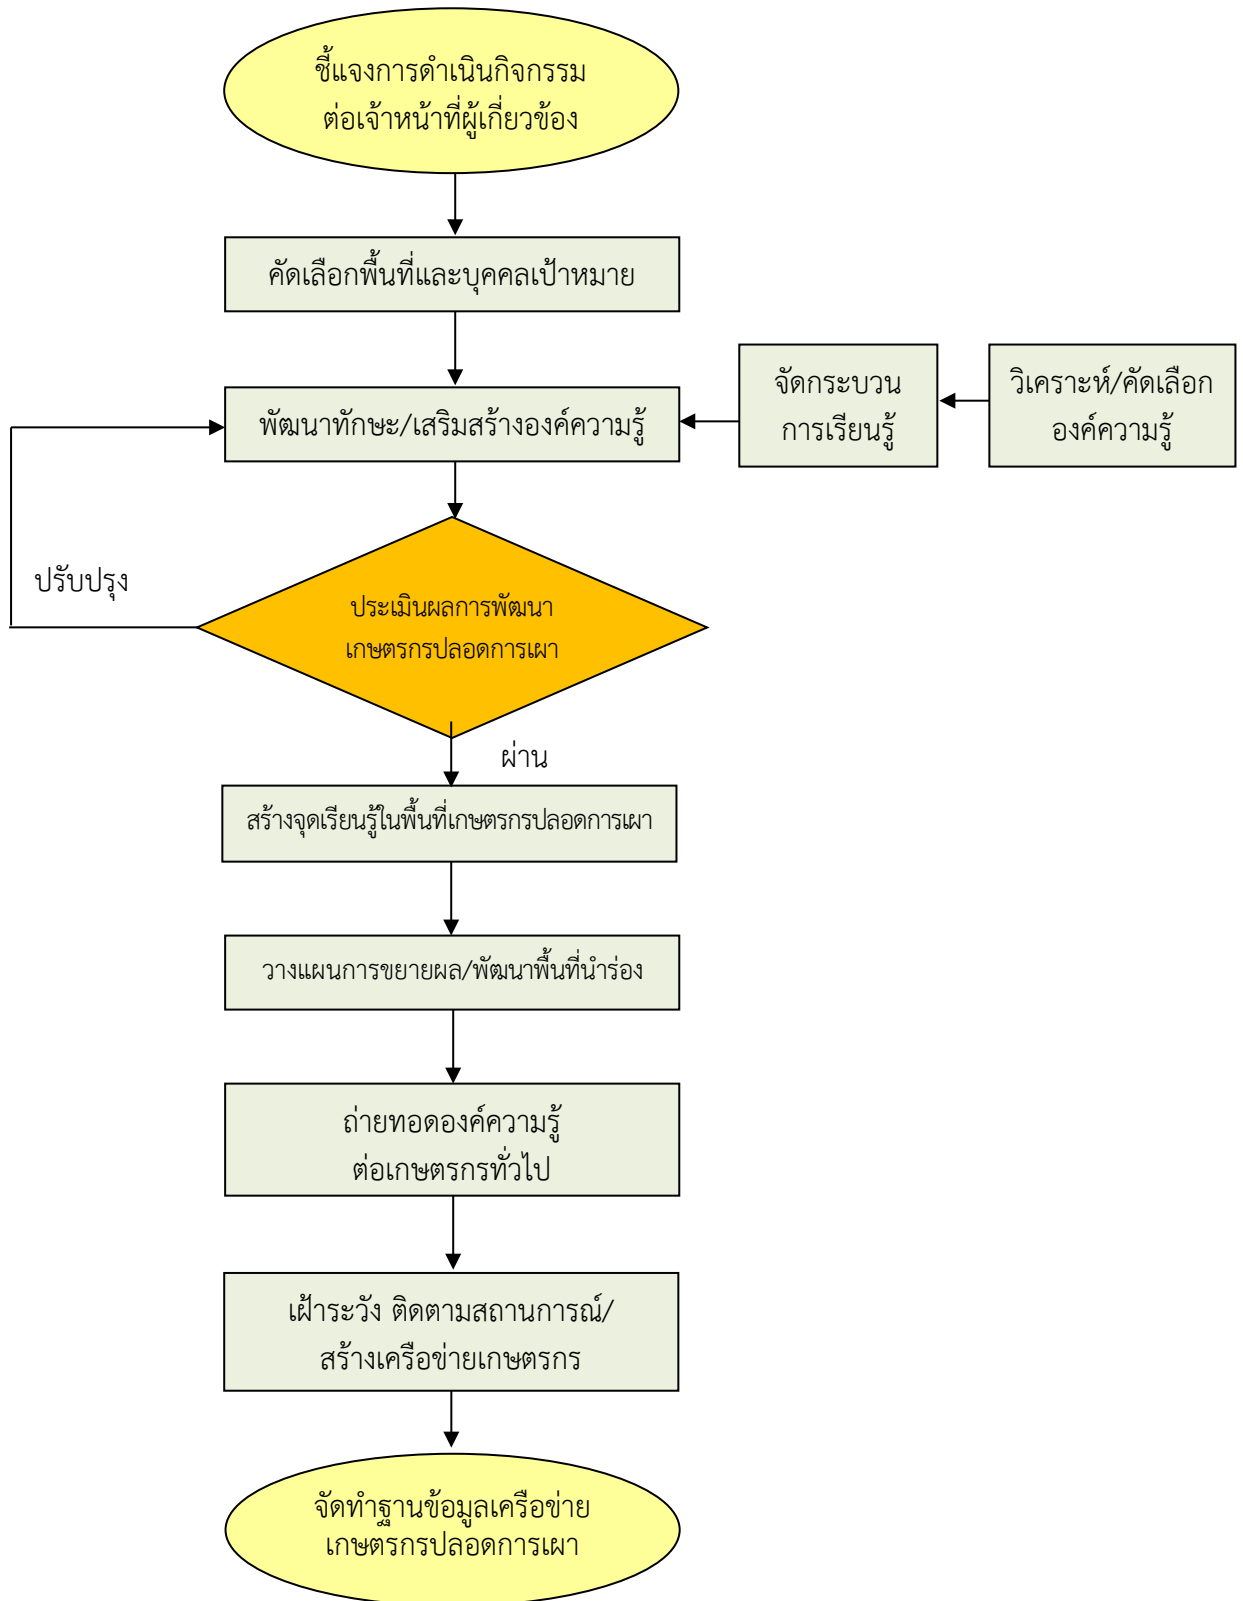 ชี้แจงการดำเนินกิจกรรม
ต่อเจ้าหน้าที่ผู้เกี่ยวข้อง
คัดเลือกพื้นที่และบุคคลเป้าหมาย
พัฒนาทักษะ/เสริมสร้างองค์ความรู้
จัดกระบวน
การเรียนรู้
วิเคราะห์/คัดเลือก
องค์ความรู้
ปรับปรุง
ประเมินผลการพัฒนา
เกษตรกรปลอดการเผา
ผ่าน
สร้างจุดเรียนรู้ในพื้นที่เกษตรกรปลอดการเผา
วางแผนการขยายผล/พัฒนาพื้นที่นำร่อง
ถ่ายทอดองค์ความรู้
ต่อเกษตรกรทั่วไป
เฝ้าระวัง ติดตามสถานการณ์/
สร้างเครือข่ายเกษตรกร
จัดทำฐานข้อมูลเครือข่าย
เกษตรกรปลอดการเผา